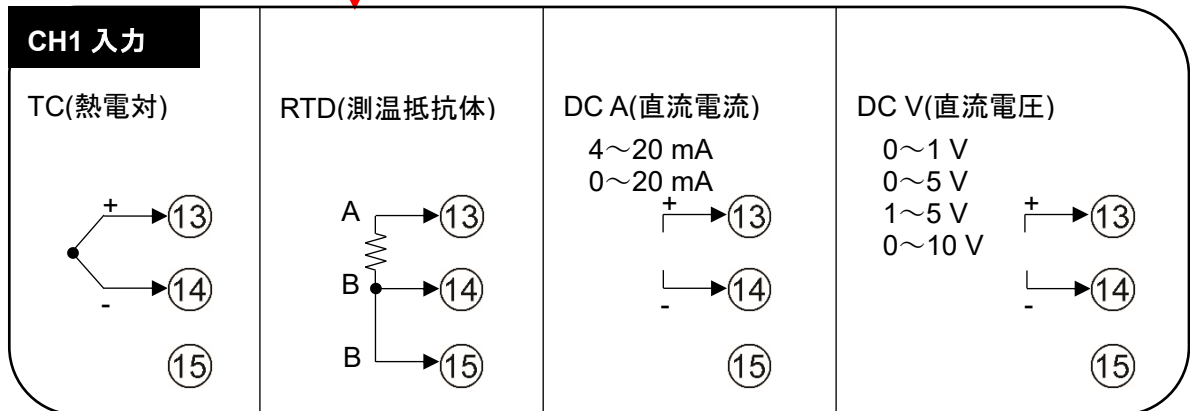 CH1 入力
TC(熱電対)
+
⑬
-
⑭
⑮
RTD(測温抵抗体)
A
⑬
B
⑭
B
⑮
DC A(直流電流)
4～20 mA
0～20 mA
+
⑬
-
⑭
⑮
DC V(直流電圧)
0～1 V
0～5 V
1～5 V
0～10 V
+
⑬
-
⑭
⑮